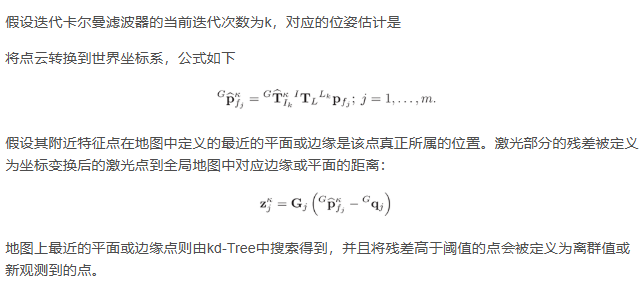 假设迭代卡尔曼滤波器的当前迭代次数为k，对应的位姿估计是
将点云转换到世界坐标系，公式如下
$${}^{G}\widehat{\mathbf{p}}_{f_j}^{\kappa} = {}^{G}\widehat{\mathbf{T}}_{I_k}^{\kappa}\,{}^{I}\mathbf{T}_{L}\,{}^{L_k}\mathbf{p}_{f_j};\ j = 1, \ldots, m.$$
假设其附近特征点在地图中定义的最近的平面或边缘是该点真正所属的位置。激光部分的残差被定义
为坐标变换后的激光点到全局地图中对应边缘或平面的距离：
$$\mathbf{z}_{j}^{\kappa} = \mathbf{G}_{j}\left({}^{G}\widehat{\mathbf{p}}_{f_j}^{\kappa} - {}^{G}\mathbf{q}_{j}\right)$$
地图上最近的平面或边缘点则由kd-Tree中搜索得到，并且将残差高于阈值的点会被定义为离群值或
新观测到的点。